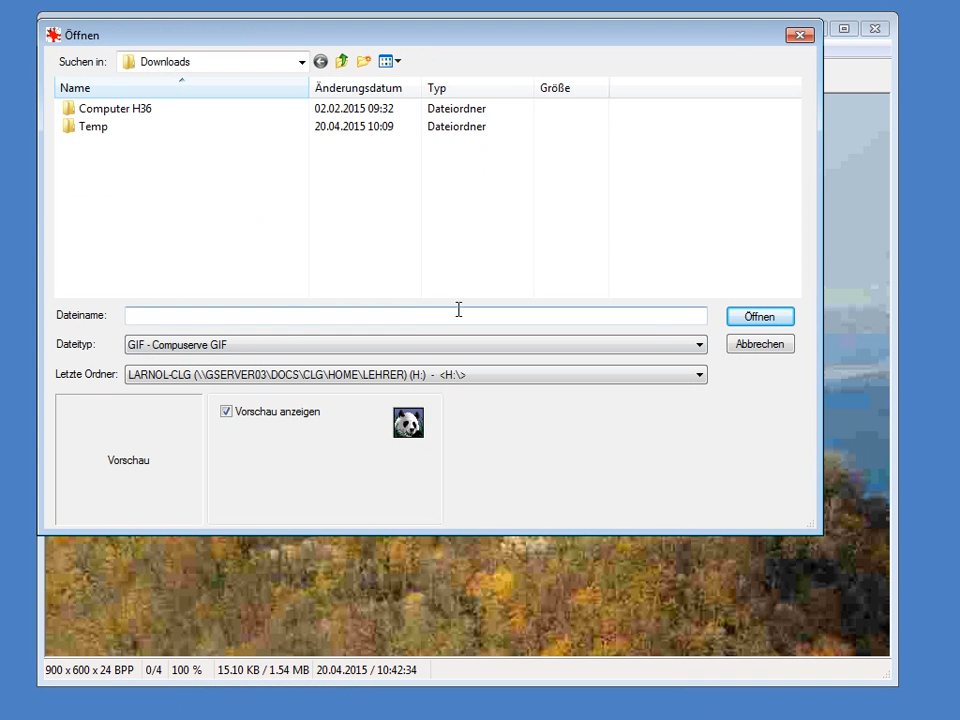 Öffnen
Suchen in: Downloads
Name Änderungsdatum Typ Größe
Computer H36 02.02.2015 09:32 Dateiordner
Temp 20.04.2015 10:09 Dateiordner
Dateiname: Öffnen
Dateityp: GIF - Compuserve GIF Abbrechen
Letzte Ordner: LARNOL-CLG (\\GSERVER03\DOCS\CLG\HOME\LEHRER) (H:) - <H:\>
Vorschau anzeigen
Vorschau
900 x 600 x 24 BPP 0/4 100 % 15.10 KB / 1.54 MB 20.04.2015 / 10:42:34